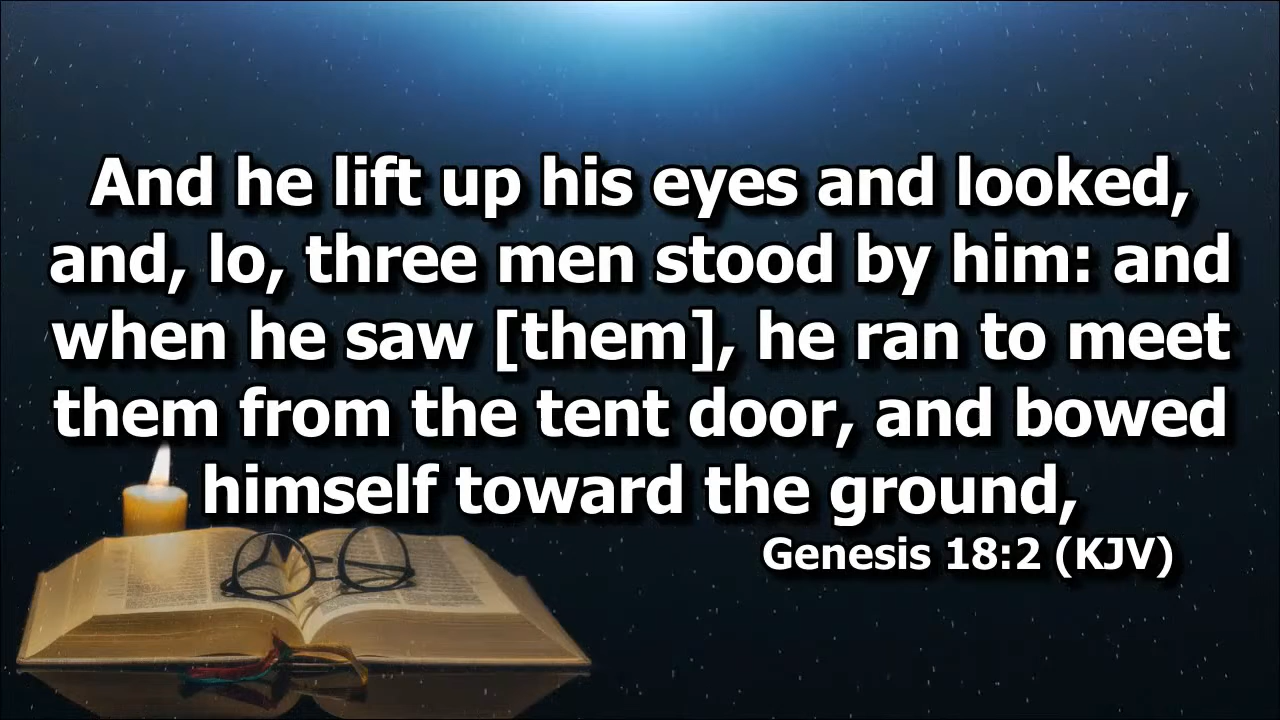 And he lift up his eyes and looked,
and, lo, three men stood by him: and
when he saw [them], he ran to meet
them from the tent door, and bowed
himself toward the ground,
Genesis 18:2 (KJV)